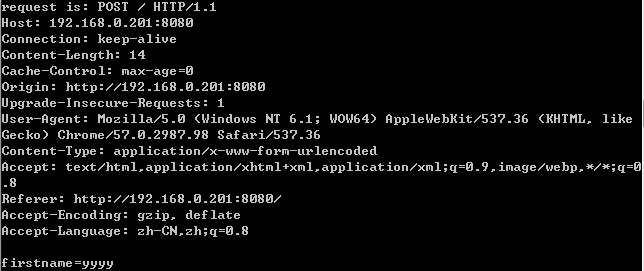 request is: POST / HTTP/1.1
Host: 192.168.0.201:8080
Connection: keep-alive
Content-Length: 14
Cache-Control: max-age=0
Origin: http://192.168.0.201:8080
Upgrade-Insecure-Requests: 1
User-Agent: Mozilla/5.0 (Windows NT 6.1; WOW64) AppleWebKit/537.36 (KHTML, like
Gecko) Chrome/57.0.2987.98 Safari/537.36
Content-Type: application/x-www-form-urlencoded
Accept: text/html,application/xhtml+xml,application/xml;q=0.9,image/webp,*/*;q=0
.8
Referer: http://192.168.0.201:8080/
Accept-Encoding: gzip, deflate
Accept-Language: zh-CN,zh;q=0.8
firstname=yyyy